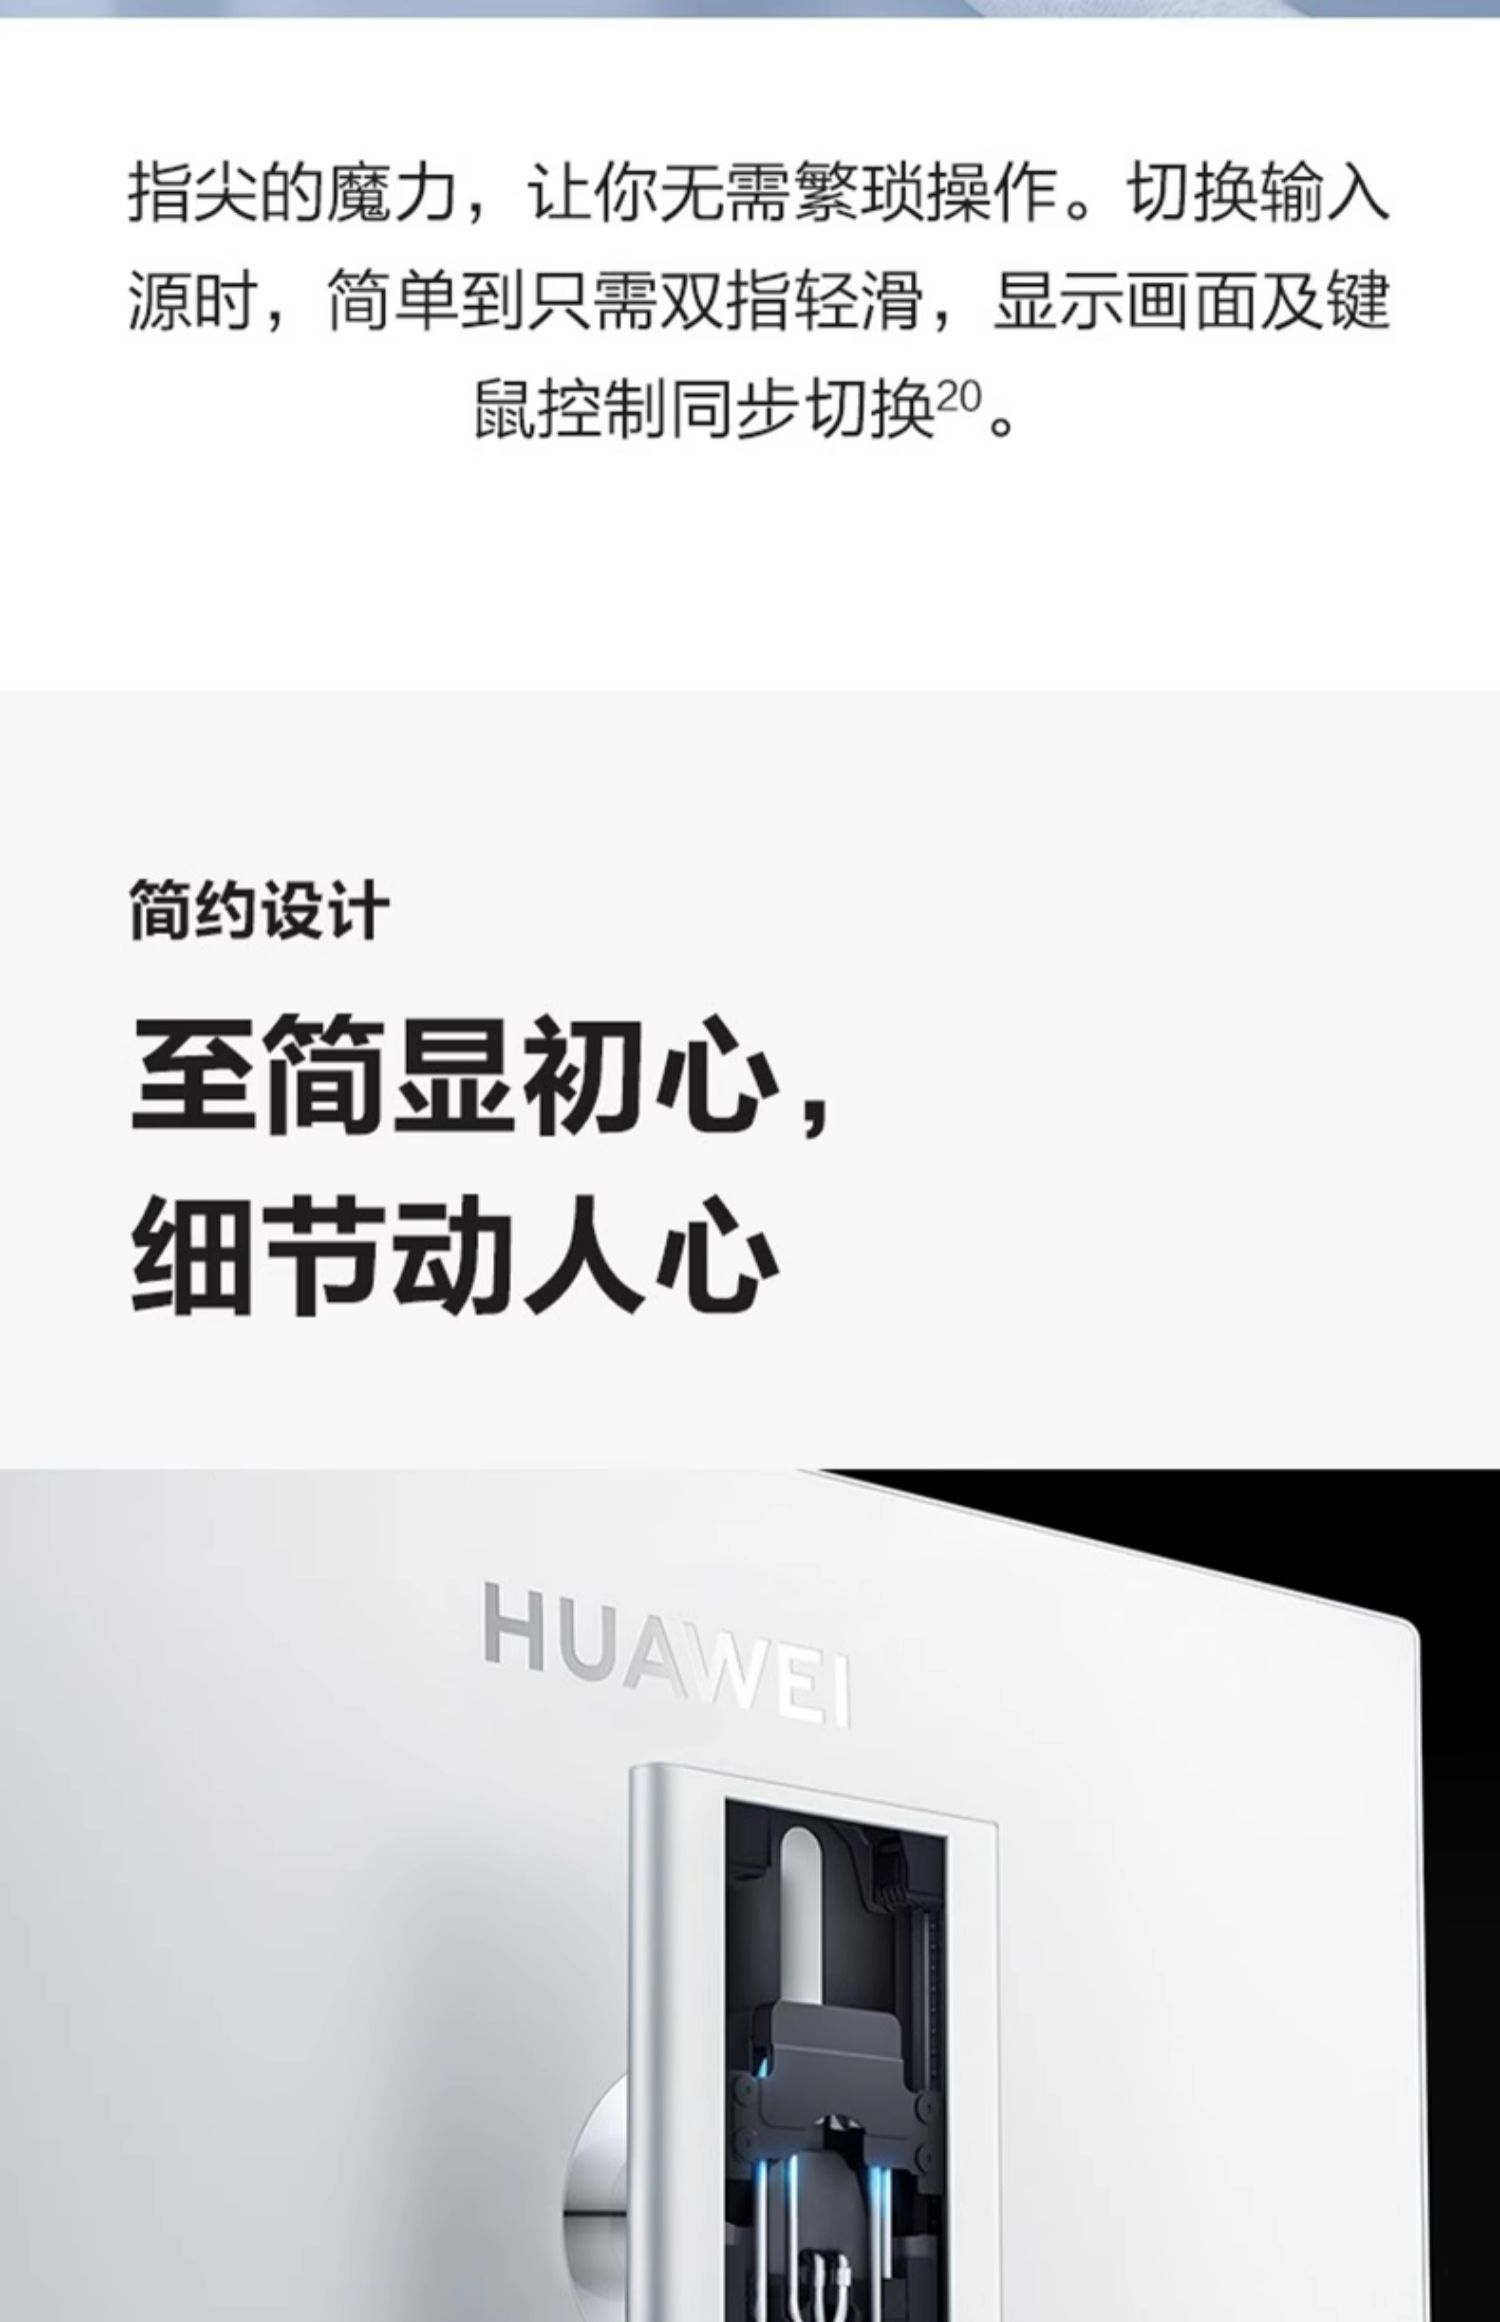 指尖的魔力，让你无需繁琐操作。切换输入
源时，简单到只需双指轻滑，显示画面及键
鼠控制同步切换20。
简约设计
至简显初心，
细节动人心
HUAWEI